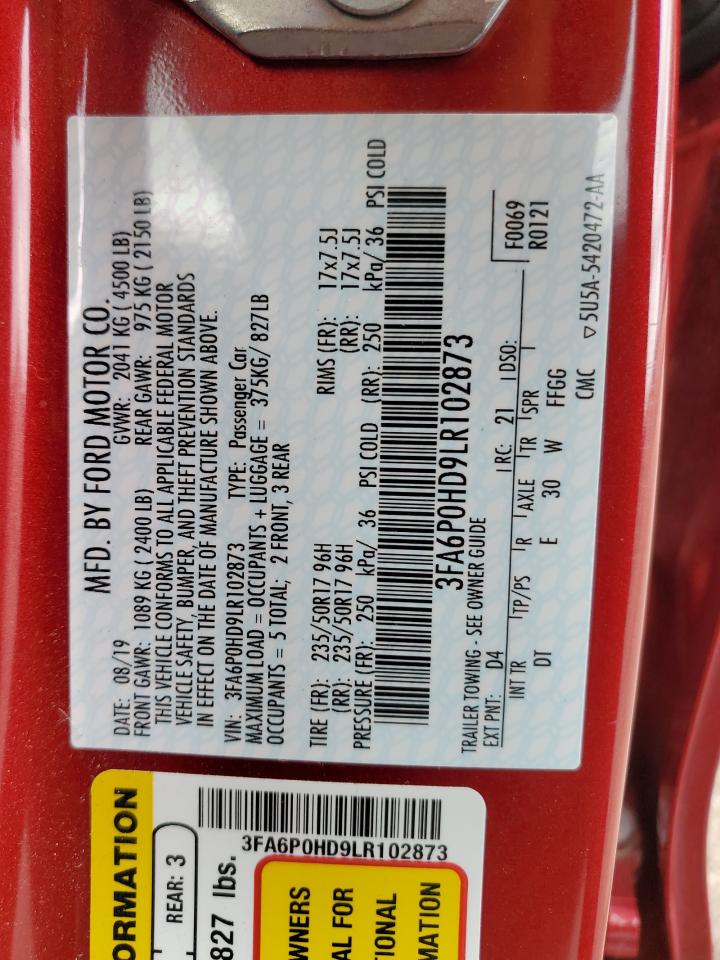 MFD. BY FORD MOTOR CO.
DATE: 08/19 GVWR: 2041 KG ( 4500 LB)
FRONT GAWR: 1089 KG ( 2400 LB) REAR GAWR: 975 KG ( 2150 LB)
THIS VEHICLE CONFORMS TO ALL APPLICABLE FEDERAL MOTOR
VEHICLE SAFETY, BUMPER, AND THEFT PREVENTION STANDARDS
IN EFFECT ON THE DATE OF MANUFACTURE SHOWN ABOVE.
VIN: 3FA6P0HD9LR102873 TYPE: Passenger Car
MAXIMUM LOAD = OCCUPANTS + LUGGAGE = 375KG/ 827LB
OCCUPANTS = 5 TOTAL; 2 FRONT, 3 REAR
TIRE (FR): 235/50R17 96H RIMS (FR): 17x7.5J
(RR): 235/50R17 96H (RR): 17x7.5J
PRESSURE (FR): 250 kPa/ 36 PSI COLD (RR): 250 kPa/ 36 PSI COLD
3FA6P0HD9LR102873
TRAILER TOWING - SEE OWNER GUIDE F0069
EXT PNT: D4 RC: 21 DSO: R0121
INT TR TP/PS R AXLE TR SPR
DT E 30 W FFGG
CMC ▽5U5A-5420472-AA
ORMATION
REAR: 3
827 lbs.
3FA6P0HD9LR102873
WNERS
AL FOR
TIONAL
MATION